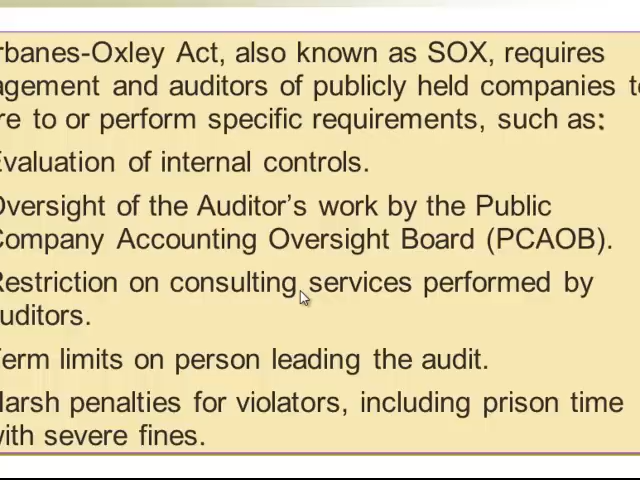 rbanes-Oxley Act, also known as SOX, requires
agement and auditors of publicly held companies t
re to or perform specific requirements, such as:
Evaluation of internal controls.
Oversight of the Auditor's work by the Public
Company Accounting Oversight Board (PCAOB).
Restriction on consulting services performed by
uditors.
Term limits on person leading the audit.
Harsh penalties for violators, including prison time
with severe fines.